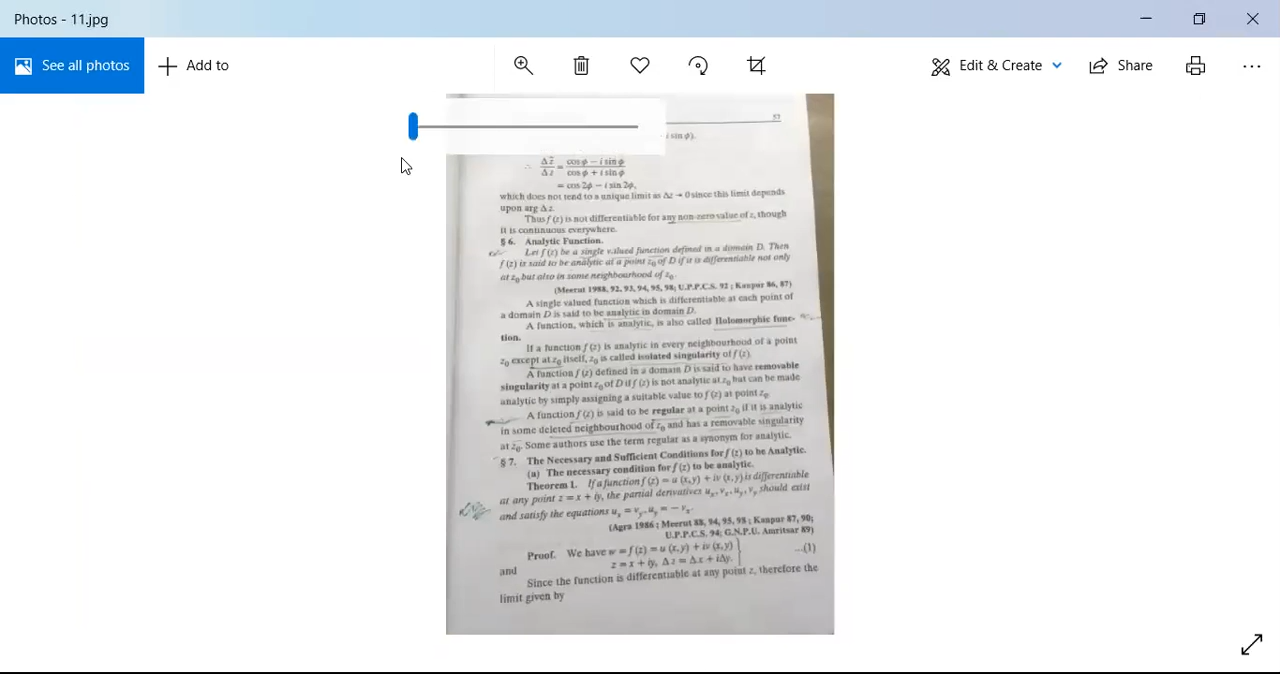 Photos - 11.jpg
See all photos
Add to
Edit & Create
Share
53
i sin φ).
∴ Δz̄/Δz = (cos φ − i sin φ)/(cos φ + i sin φ)
= cos 2φ − i sin 2φ,
which does not tend to a unique limit as Δz → 0 since this limit depends
upon arg Δz.
Thus f (z) is not differentiable for any non-zero value of z, though
it is continuous everywhere.
§ 6. Analytic Function.
Let f (z) be a single valued function defined in a domain D. Then
f (z) is said to be analytic at a point z₀ of D if it is differentiable not only
at z₀ but also in some neighbourhood of z₀.
(Meerut 1988, 92, 93, 94, 95, 98; U.P.P.C.S. 92 ; Kanpur 86, 87)
A single valued function which is differentiable at each point of
a domain D is said to be analytic in domain D.
A function, which is analytic, is also called Holomorphic func-
tion.
If a function f (z) is analytic in every neighbourhood of a point
z₀ except at z₀ itself, z₀ is called isolated singularity of f (z).
A function f (z) defined in a domain D is said to have removable
singularity at a point z₀ of D if f (z) is not analytic at z₀ but can be made
analytic by simply assigning a suitable value to f (z) at point z₀.
A function f (z) is said to be regular at a point z₀ if it is analytic
in some deleted neighbourhood of z₀ and has a removable singularity
at z₀. Some authors use the term regular as a synonym for analytic.
§ 7. The Necessary and Sufficient Conditions for f (z) to be Analytic.
(a) The necessary condition for f (z) to be analytic.
Theorem 1. If a function f (z) = u (x, y) + iv (x, y) is differentiable
at any point z = x + iy, the partial derivatives uₓ, vₓ, u_y, v_y should exist
and satisfy the equations uₓ = v_y, u_y = − vₓ.
(Agra 1986 ; Meerut 88, 94, 95, 98 ; Kanpur 87, 90;
U.P.P.C.S. 94; G.N.P.U. Amritsar 89)
Proof. We have w = f (z) = u (x, y) + iv (x, y)
and z = x + iy, Δz = Δx + iΔy. ...(1)
Since the function is differentiable at any point z, therefore the
limit given by